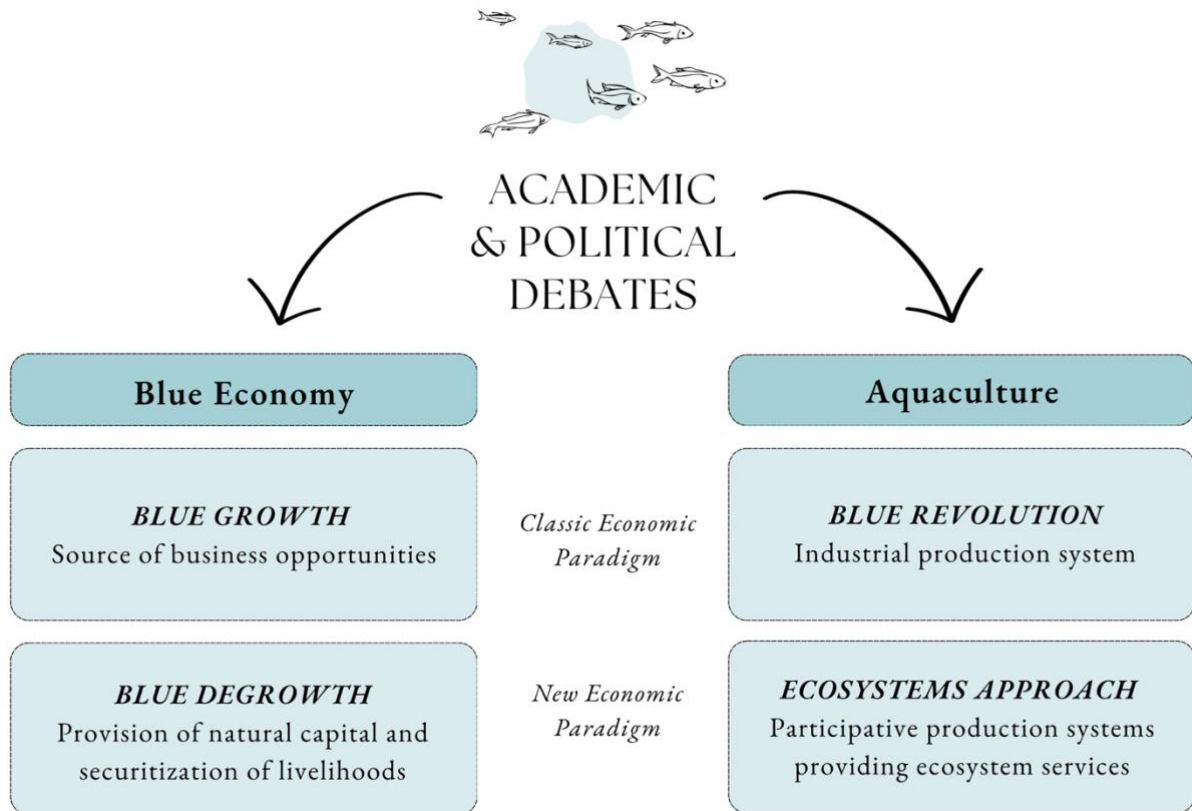 ACADEMIC
& POLITICAL
DEBATES
Blue Economy
Aquaculture
BLUE GROWTH
Source of business opportunities
Classic Economic
Paradigm
BLUE REVOLUTION
Industrial production system
BLUE DEGROWTH
Provision of natural capital and
securitization of livelihoods
New Economic
Paradigm
ECOSYSTEMS APPROACH
Participative production systems
providing ecosystem services